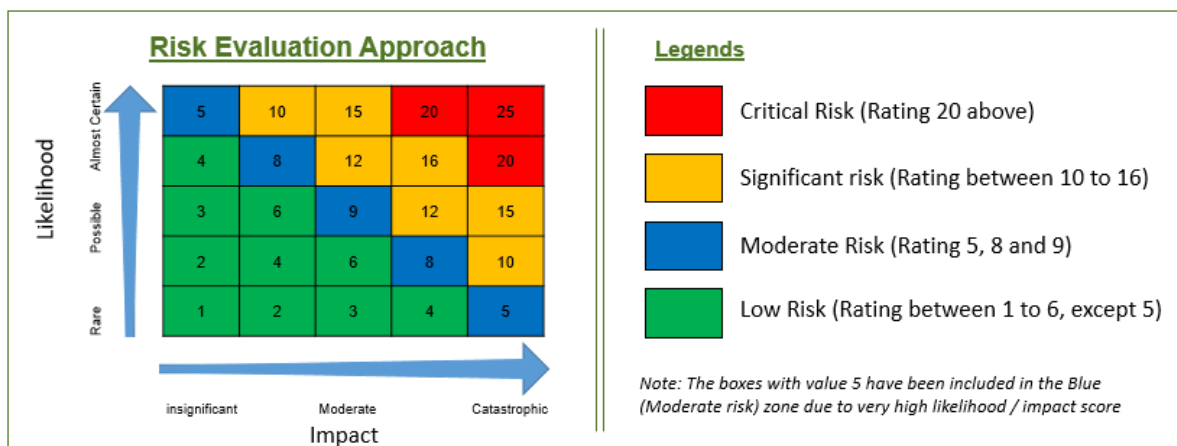 Risk Evaluation Approach
Likelihood
Almost Certain
Possible
Rare
5 10 15 20 25
4 8 12 16 20
3 6 9 12 15
2 4 6 8 10
1 2 3 4 5
insignificant Moderate Catastrophic
Impact
Legends
Critical Risk (Rating 20 above)
Significant risk (Rating between 10 to 16)
Moderate Risk (Rating 5, 8 and 9)
Low Risk (Rating between 1 to 6, except 5)
Note: The boxes with value 5 have been included in the Blue
(Moderate risk) zone due to very high likelihood / impact score